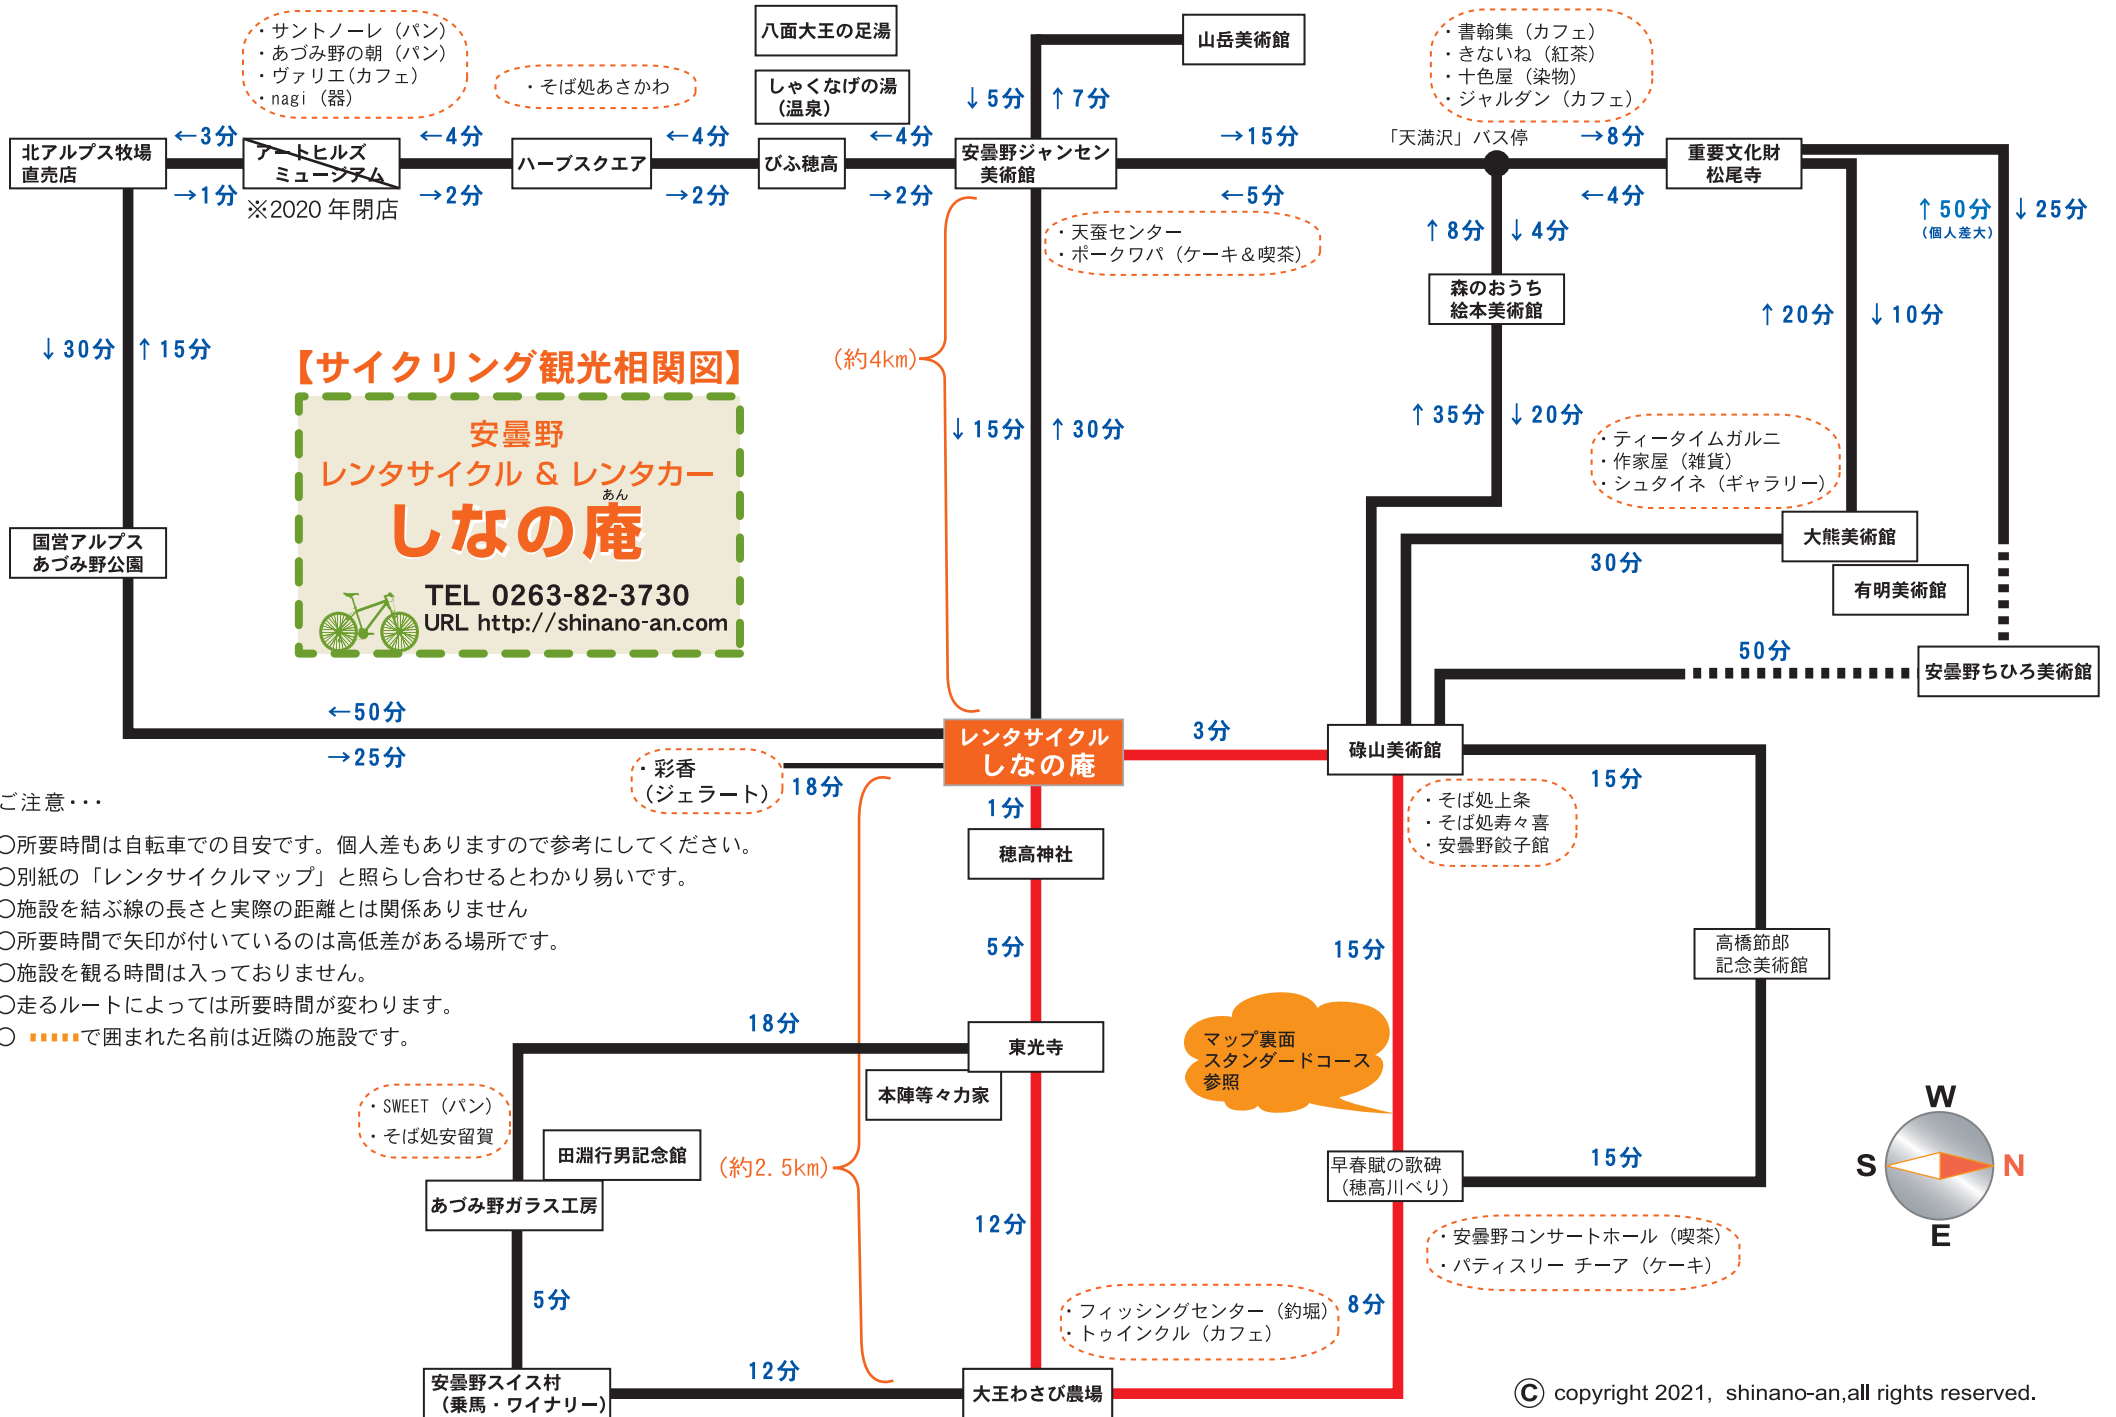 ・サントノーレ（パン）
・あづみ野の朝（パン）
・ヴァリエ(カフェ）
・nagi（器）
・そば処あさかわ
八面大王の足湯
しゃくなげの湯
（温泉）
山岳美術館
・書翰集（カフェ）
・きないね（紅茶）
・十色屋（染物）
・ジャルダン（カフェ）
↓5分 ↑7分
←3分
←4分
←4分
←4分
→15分
「天満沢」バス停
→8分
北アルプス牧場
直売店
アートヒルズ
ミュージアム
ハーブスクエア
びふ穂高
安曇野ジャンセン
美術館
重要文化財
松尾寺
→1分
→2分
→2分
→2分
←5分
←4分
※2020年閉店
・天蚕センター
・ポークワパ（ケーキ＆喫茶）
↑8分 ↓4分
↑50分
（個人差大）
↓25分
森のおうち
絵本美術館
↑20分 ↓10分
↓30分 ↑15分
(約4km)
【サイクリング観光相関図】
安曇野
レンタサイクル & レンタカー
あん
しなの庵
TEL 0263-82-3730
URL http://shinano-an.com
↓15分 ↑30分
↑35分 ↓20分
・ティータイムガルニ
・作家屋（雑貨）
・シュタイネ（ギャラリー）
国営アルプス
あづみ野公園
大熊美術館
30分
有明美術館
50分
安曇野ちひろ美術館
←50分
→25分
レンタサイクル
しなの庵
3分
碌山美術館
・彩香
（ジェラート）
18分
15分
1分
・そば処上条
・そば処寿々喜
・安曇野餃子館
穂高神社
ご注意・・・
○所要時間は自転車での目安です。個人差もありますので参考にしてください。
○別紙の「レンタサイクルマップ」と照らし合わせるとわかり易いです。
○施設を結ぶ線の長さと実際の距離とは関係ありません
○所要時間で矢印が付いているのは高低差がある場所です。
○施設を観る時間は入っておりません。
○走るルートによっては所要時間が変わります。
○ で囲まれた名前は近隣の施設です。
5分
15分
高橋節郎
記念美術館
18分
東光寺
本陣等々力家
マップ裏面
スタンダードコース
参照
・SWEET（パン）
・そば処安留賀
田淵行男記念館
(約2.5km)
あづみ野ガラス工房
早春賦の歌碑
（穂高川べり）
15分
12分
・安曇野コンサートホール（喫茶）
・パティスリー チーア（ケーキ）
W
S
N
E
5分
・フィッシングセンター（釣堀）
・トゥインクル（カフェ）
8分
安曇野スイス村
（乗馬・ワイナリー）
12分
大王わさび農場
Ⓒ copyright 2021, shinano-an,all rights reserved.